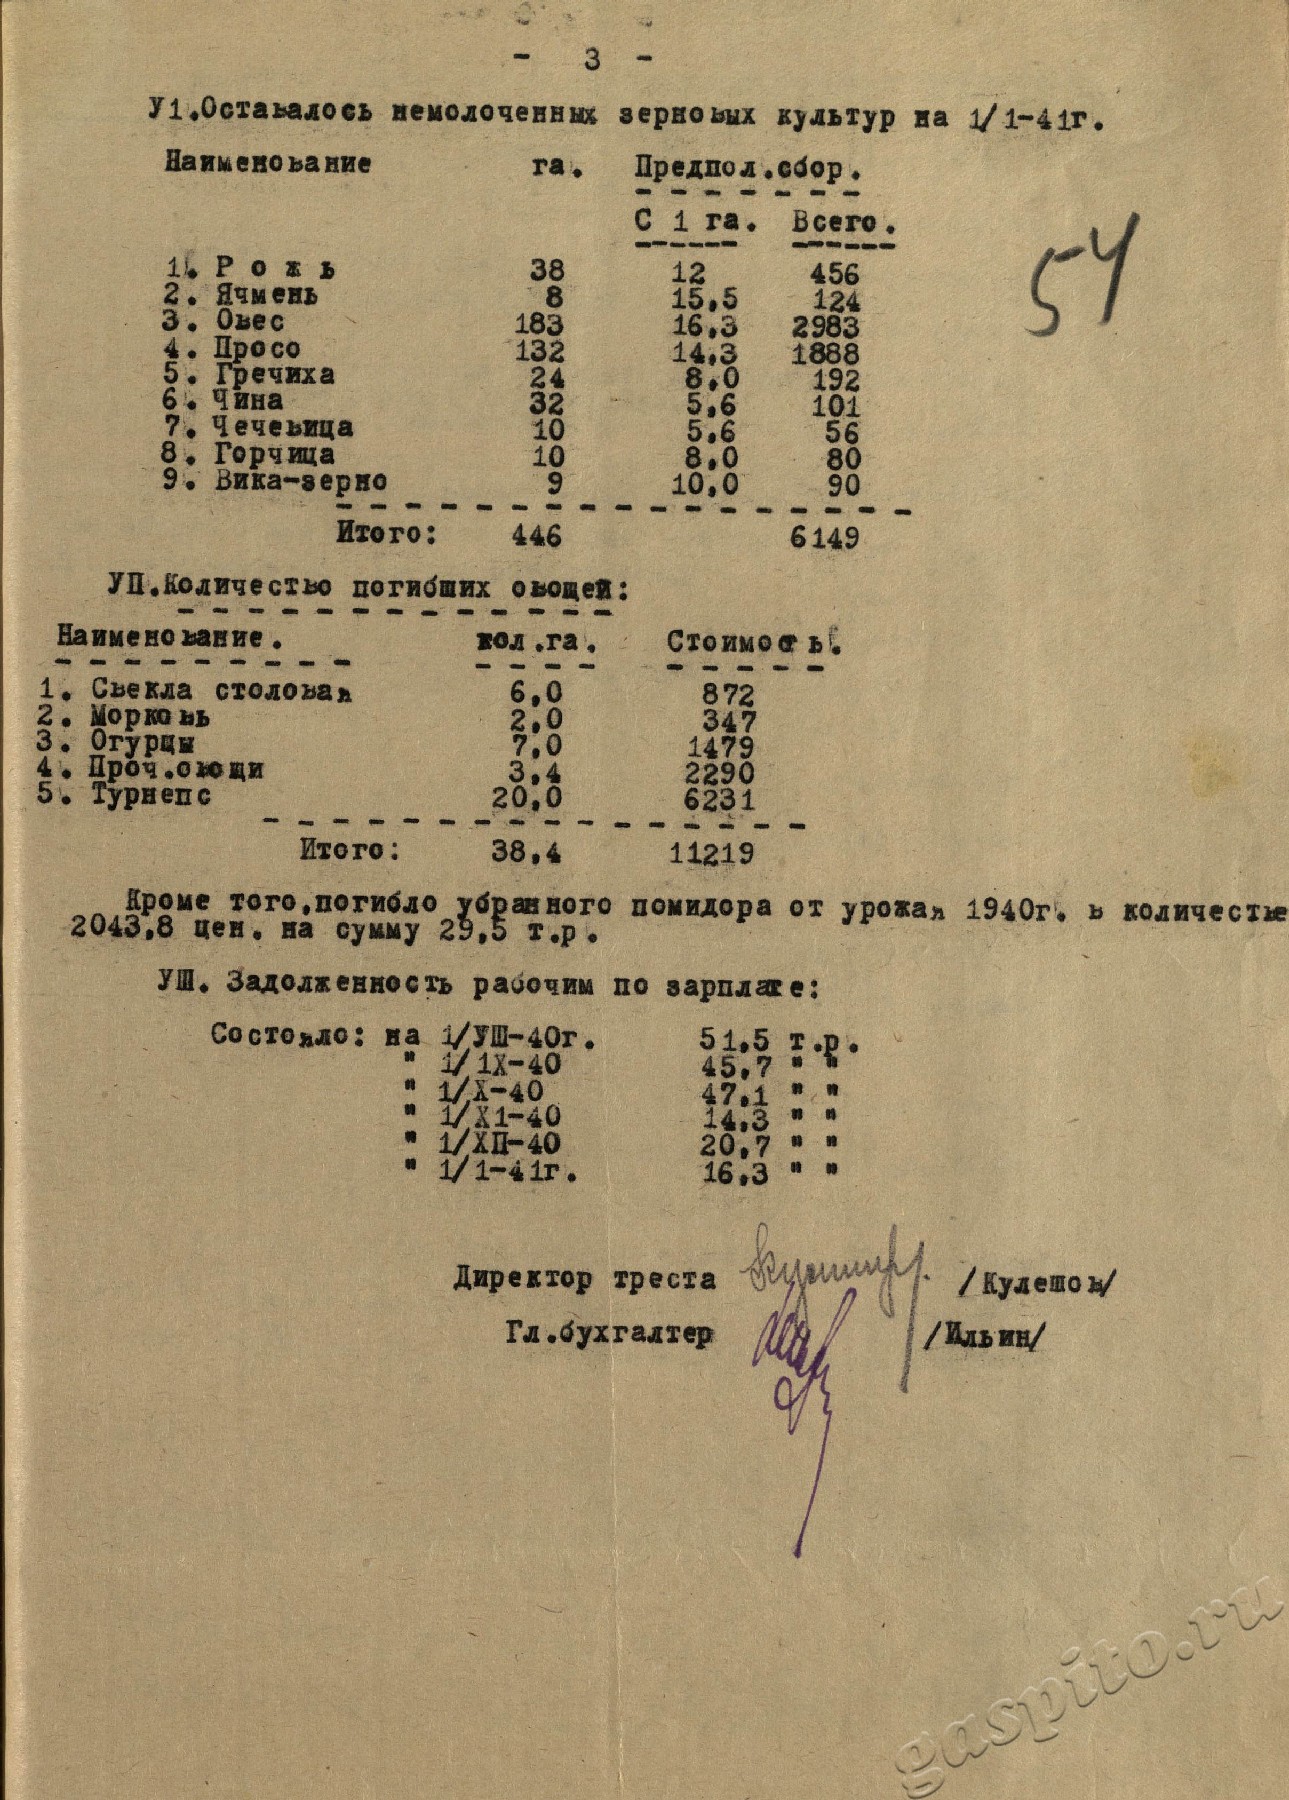 - 3 -
У1.Оставалось немолоченных зерновых культур на 1/1-41г.
Наименование га. Предпол.сбор.
С 1 га. Всего.
54
1. Р о ж ь 38 12 456
2. Ячмень 8 15,5 124
3. Овес 183 16,3 2983
4. Просо 132 14,3 1888
5. Гречиха 24 8,0 192
6. Чина 32 5,6 101
7. Чечевица 10 5,6 56
8. Горчица 10 8,0 80
9. Вика-зерно 9 10,0 90
Итого: 446 6149
УП.Количество погибших овощей:
Наименование. кол.га. Стоимость.
1. Свекла столовая 6,0 872
2. Морковь 2,0 347
3. Огурцы 7,0 1479
4. Проч.овощи 3,4 2290
5. Турнепс 20,0 6231
Итого: 38,4 11219
Кроме того,погибло убранного помидора от урожая 1940г. в количестве
2043,8 цен. на сумму 29,5 т.р.
УШ. Задолженность рабочим по зарплате:
Состояло: на 1/УШ-40г. 51,5 т.р.
" 1/1Х-40 45,7 " "
" 1/Х-40 47,1 " "
" 1/Х1-40 14,3 " "
" 1/ХП-40 20,7 " "
" 1/1-41г. 16,3 " "
Директор треста /Кулешов/
Гл.бухгалтер /Ильин/
gaspito.ru